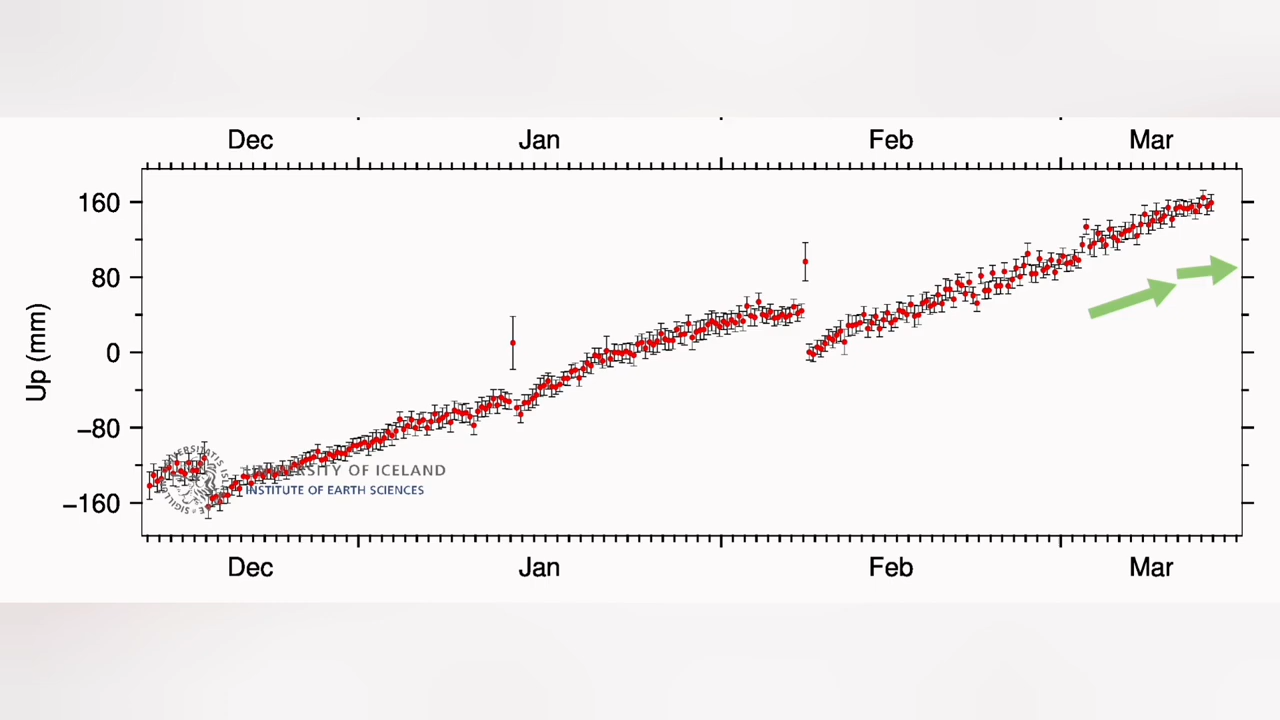 Dec Jan Feb Mar
160
80
0
−80
−160
Up (mm)
UNIVERSITY OF ICELAND
INSTITUTE OF EARTH SCIENCES
Dec Jan Feb Mar